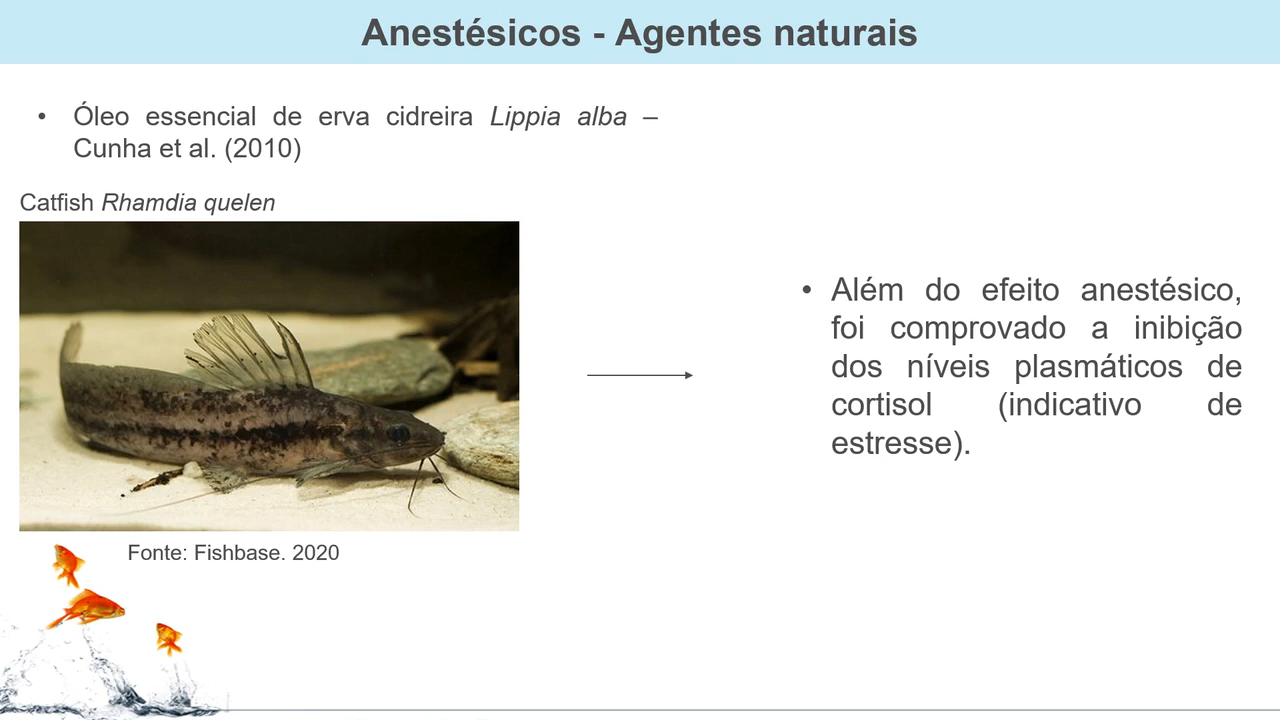 Anestésicos - Agentes naturais
• Óleo essencial de erva cidreira Lippia alba –
Cunha et al. (2010)
Catfish Rhamdia quelen
• Além do efeito anestésico,
foi comprovado a inibição
dos níveis plasmáticos de
cortisol (indicativo de
estresse).
Fonte: Fishbase. 2020